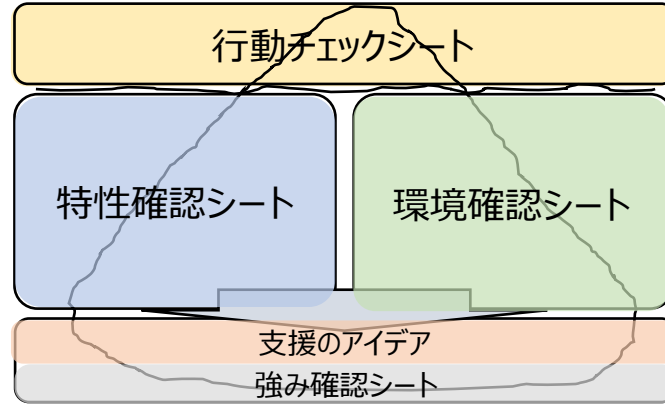 行動チェックシート
特性確認シート
環境確認シート
支援のアイデア
強み確認シート